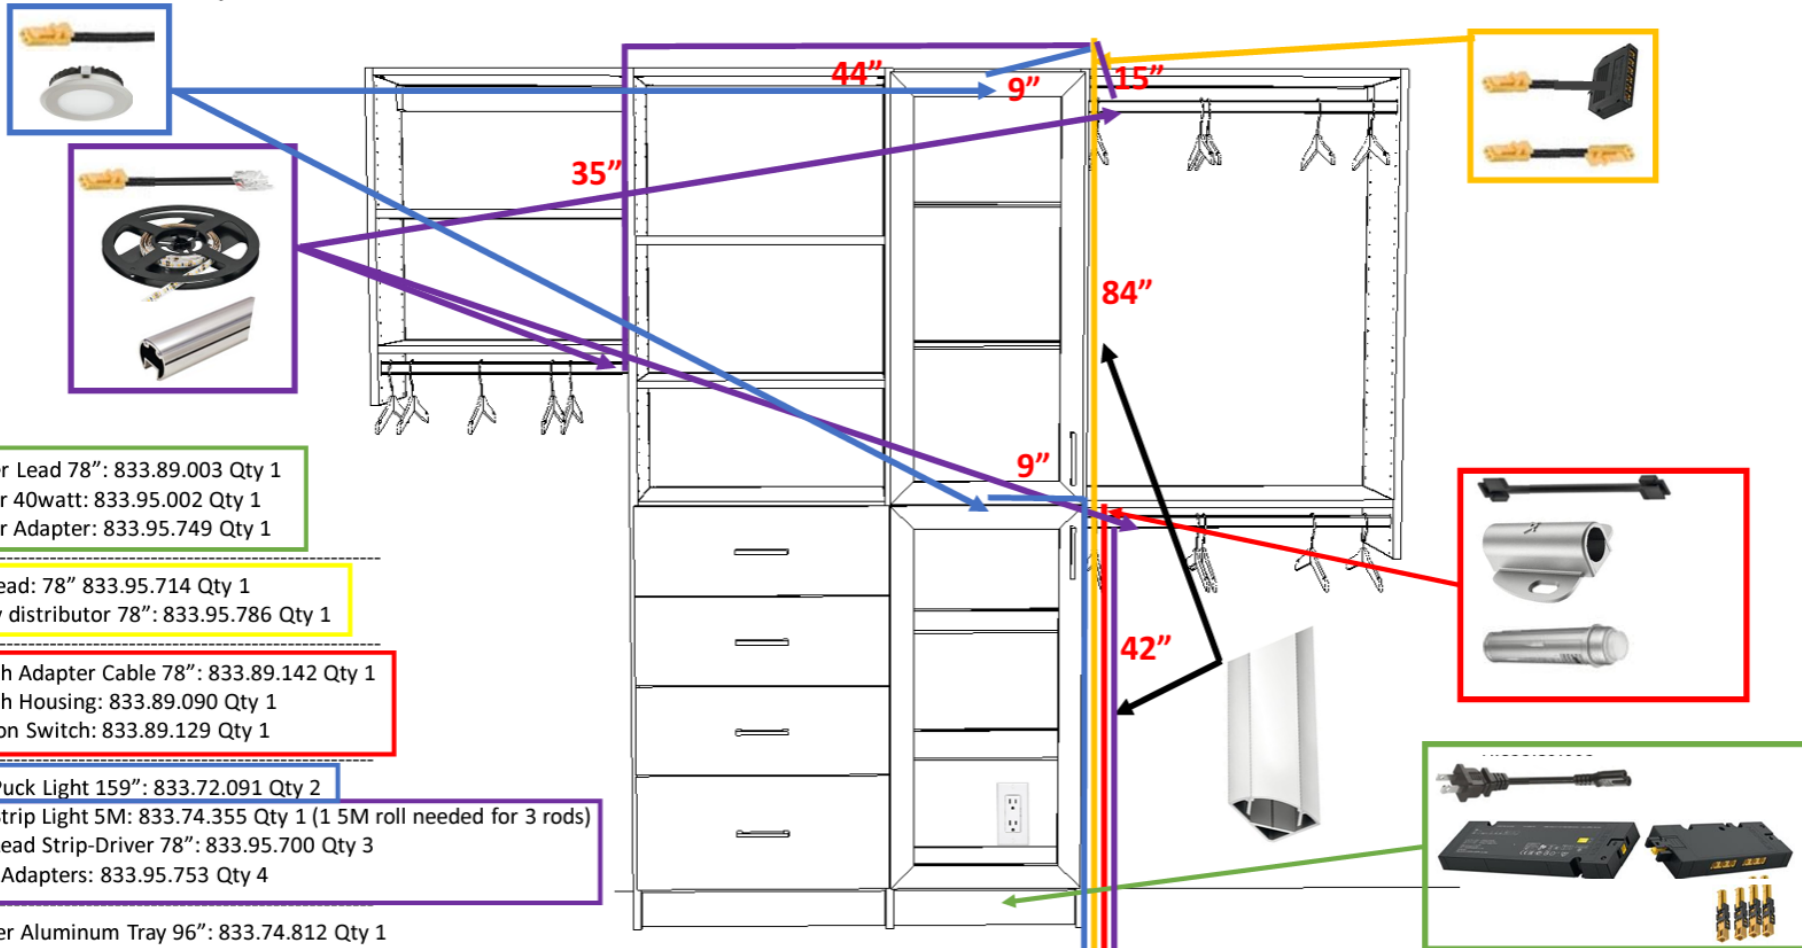 44”
9”
15”
35”
84”
9”
42”
er Lead 78”: 833.89.003 Qty 1
r 40watt: 833.95.002 Qty 1
r Adapter: 833.95.749 Qty 1
ead: 78” 833.95.714 Qty 1
y distributor 78”: 833.95.786 Qty 1
h Adapter Cable 78”: 833.89.142 Qty 1
h Housing: 833.89.090 Qty 1
on Switch: 833.89.129 Qty 1
Puck Light 159”: 833.72.091 Qty 2
trip Light 5M: 833.74.355 Qty 1 (1 5M roll needed for 3 rods)
ead Strip-Driver 78”: 833.95.700 Qty 3
Adapters: 833.95.753 Qty 4
er Aluminum Tray 96”: 833.74.812 Qty 1